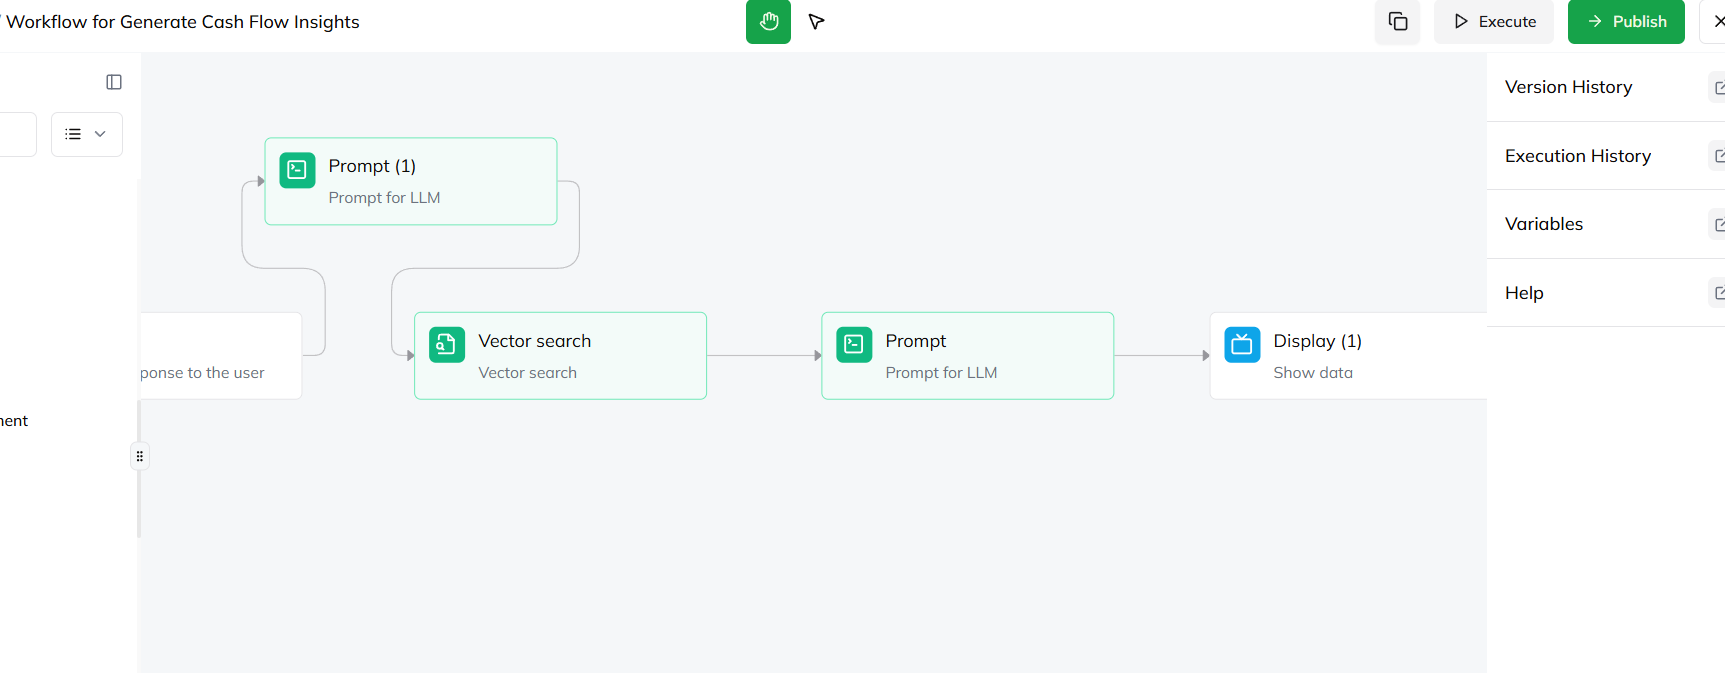 Workflow for Generate Cash Flow Insights
Execute
Publish
Version History
Execution History
Variables
Help
Prompt (1)
Prompt for LLM
ponse to the user
Vector search
Vector search
Prompt
Prompt for LLM
Display (1)
Show data
nent